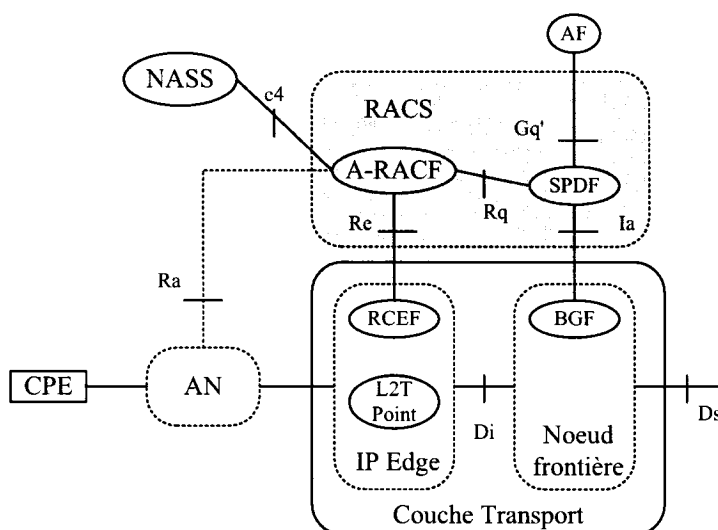 AF
NASS
c4
RACS
Gq'
A-RACF
SPDF
Rq
Re
Ia
Ra
RCEF
BGF
CPE
AN
L2T
Point
Di
Ds
IP Edge
Noeud
frontière
Couche Transport